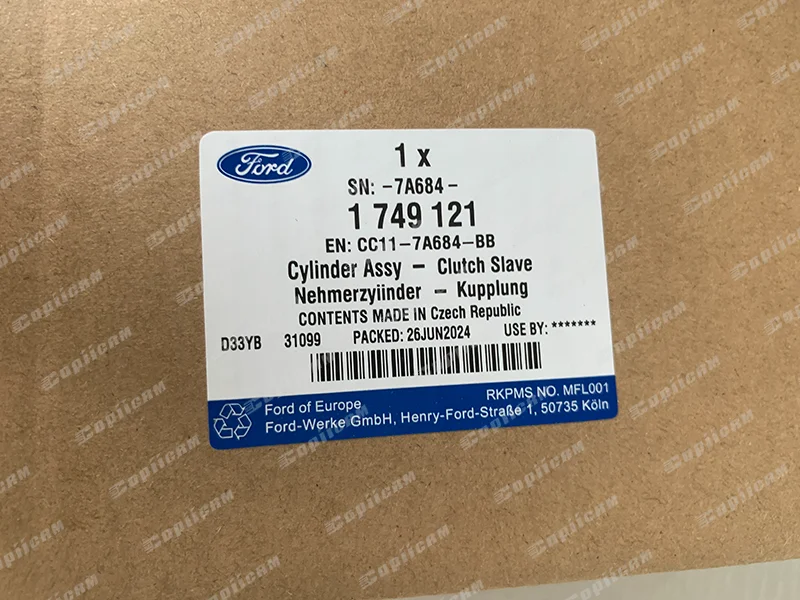 Ford
1 x
SN: -7A684-
1 749 121
EN: CC11-7A684-BB
Cylinder Assy - Clutch Slave
Nehmerzyiinder - Kupplung
CONTENTS MADE IN Czech Republic
D33YB 31099 PACKED: 26JUN2024 USE BY: *******
RKPMS NO. MFL001
Ford of Europe
Ford-Werke GmbH, Henry-Ford-Straße 1, 50735 Köln
CapiiCAM